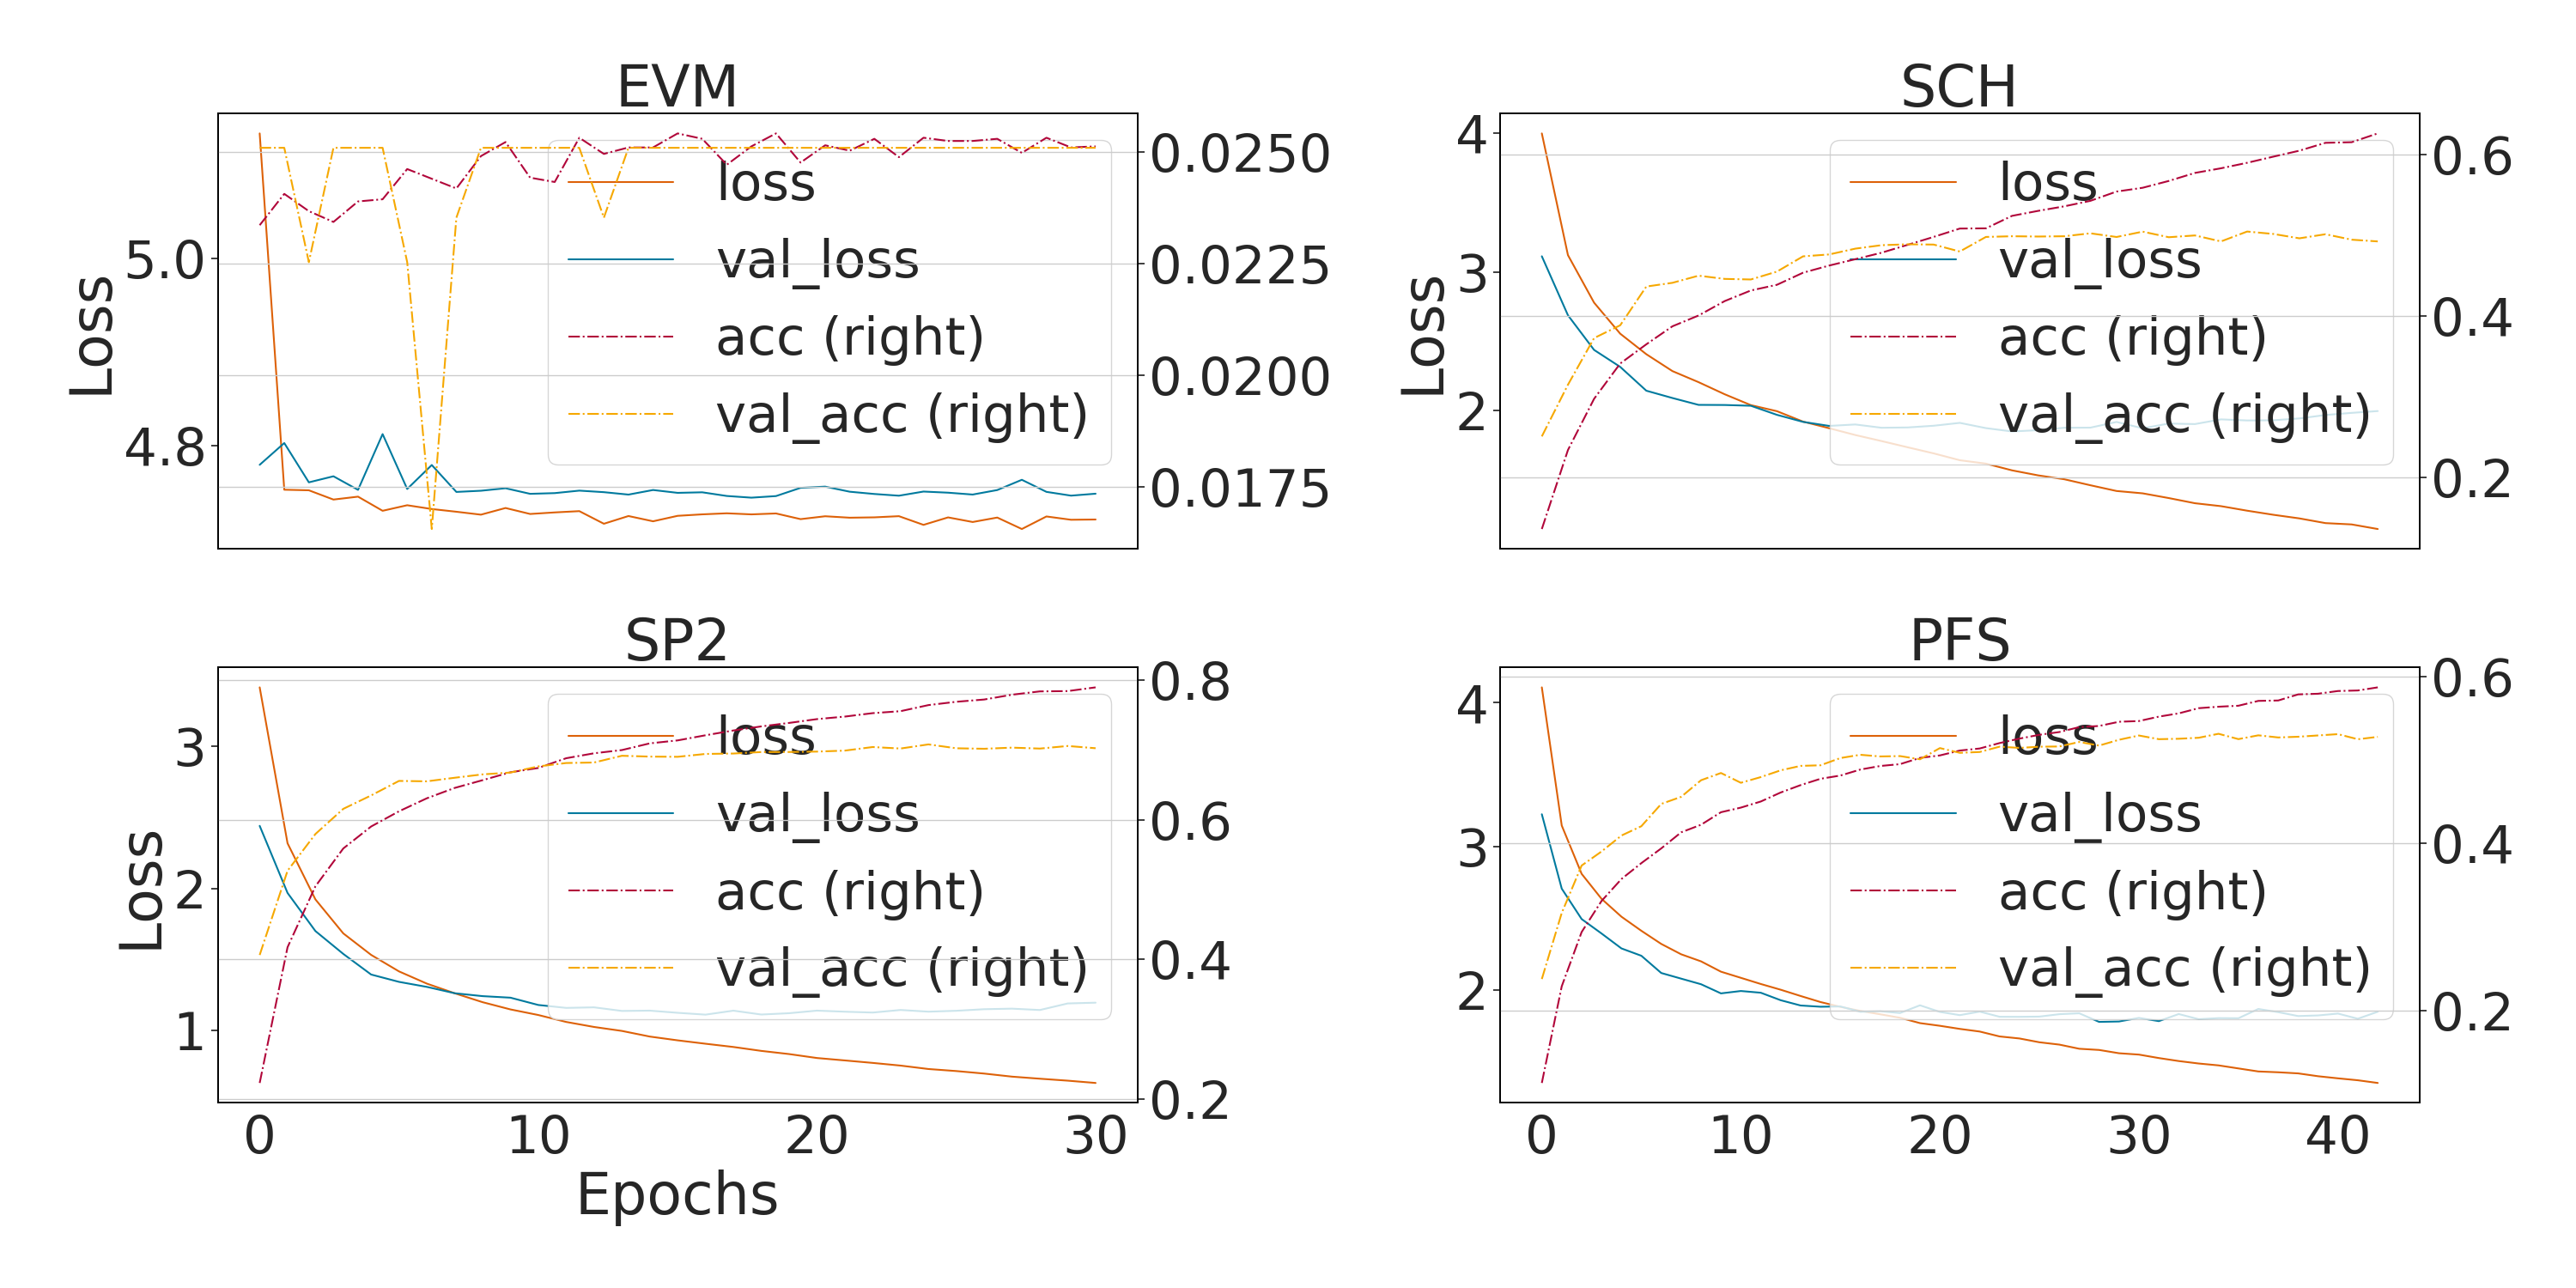 EVM
Loss
5.0
4.8
0.0250
0.0225
0.0200
0.0175
loss
val_loss
acc (right)
val_acc (right)
SCH
Loss
4
3
2
0.6
0.4
0.2
loss
val_loss
acc (right)
val_acc (right)
SP2
Loss
3
2
1
0.8
0.6
0.4
0.2
loss
val_loss
acc (right)
val_acc (right)
0 10 20 30
Epochs
PFS
4
3
2
0.6
0.4
0.2
loss
val_loss
acc (right)
val_acc (right)
0 10 20 30 40